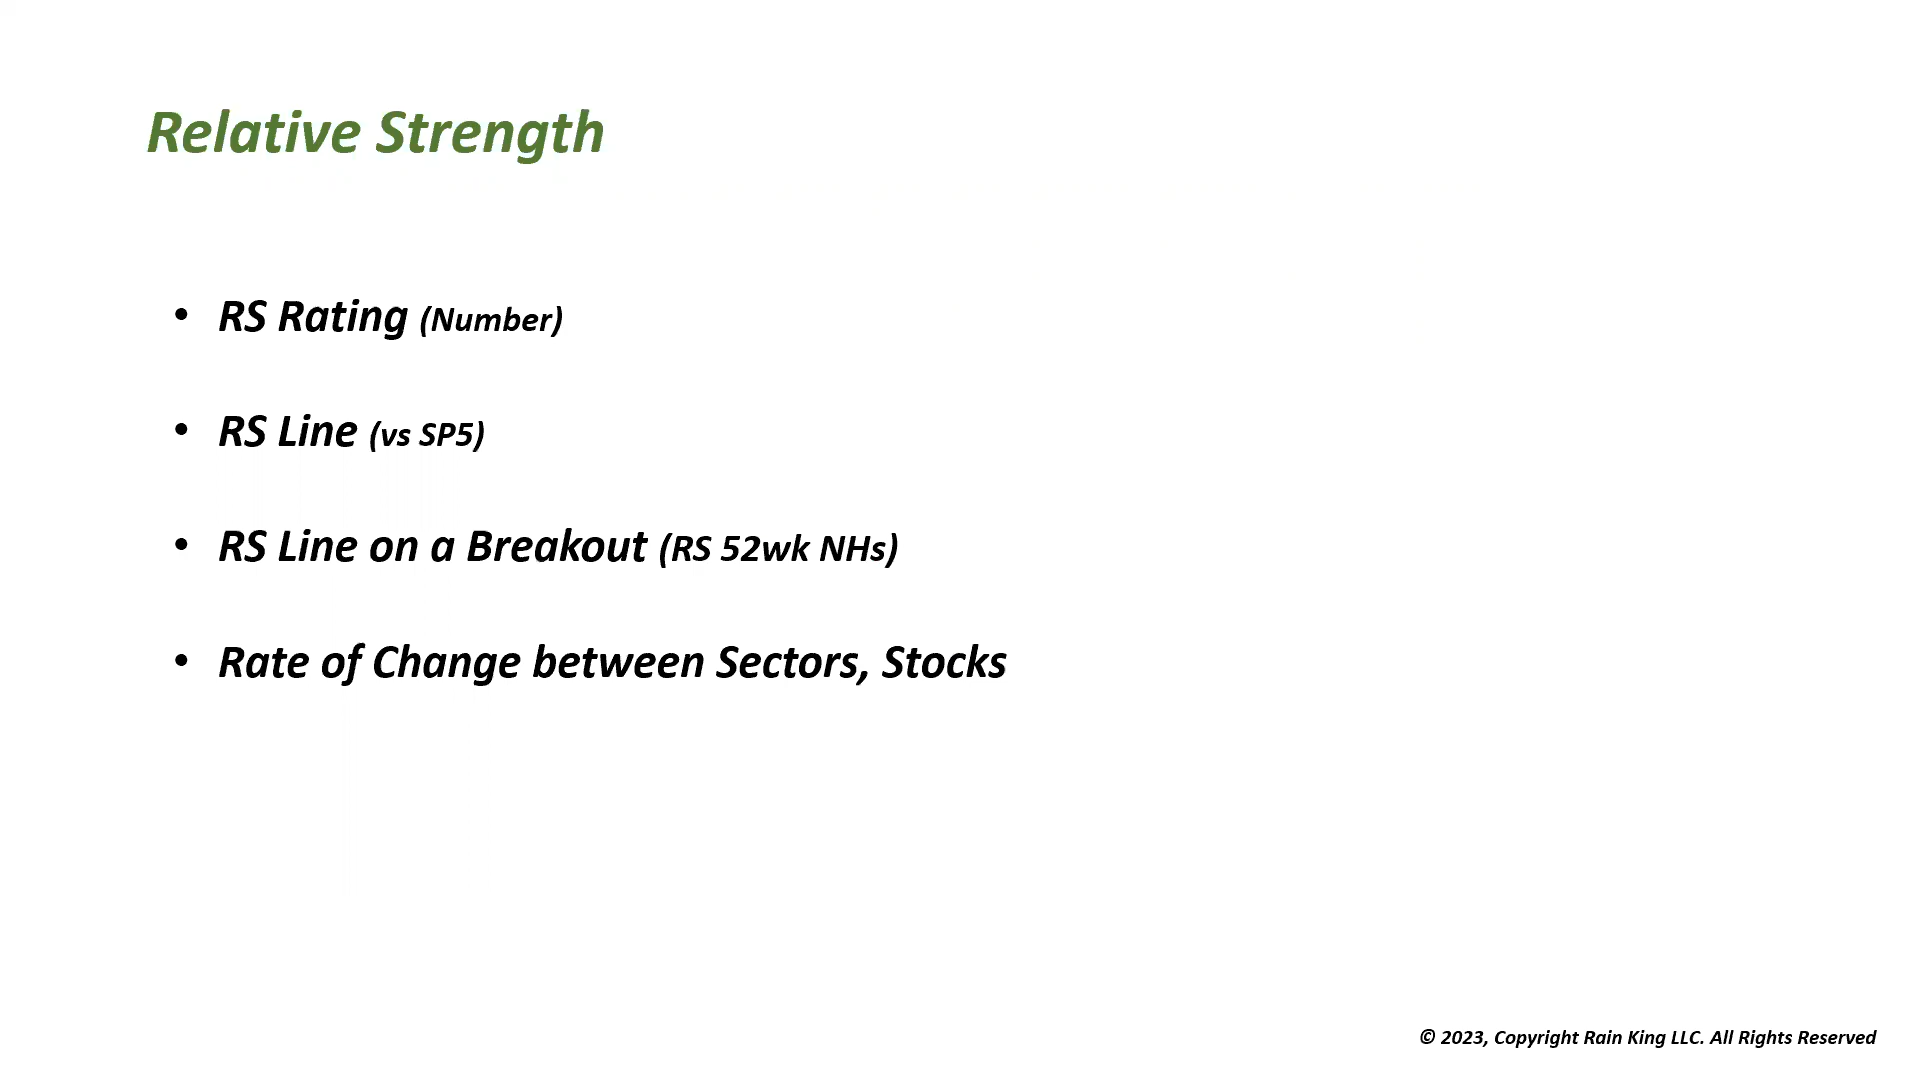 Relative Strength
• RS Rating (Number)
• RS Line (vs SP5)
• RS Line on a Breakout (RS 52wk NHs)
• Rate of Change between Sectors, Stocks
© 2023, Copyright Rain King LLC. All Rights Reserved